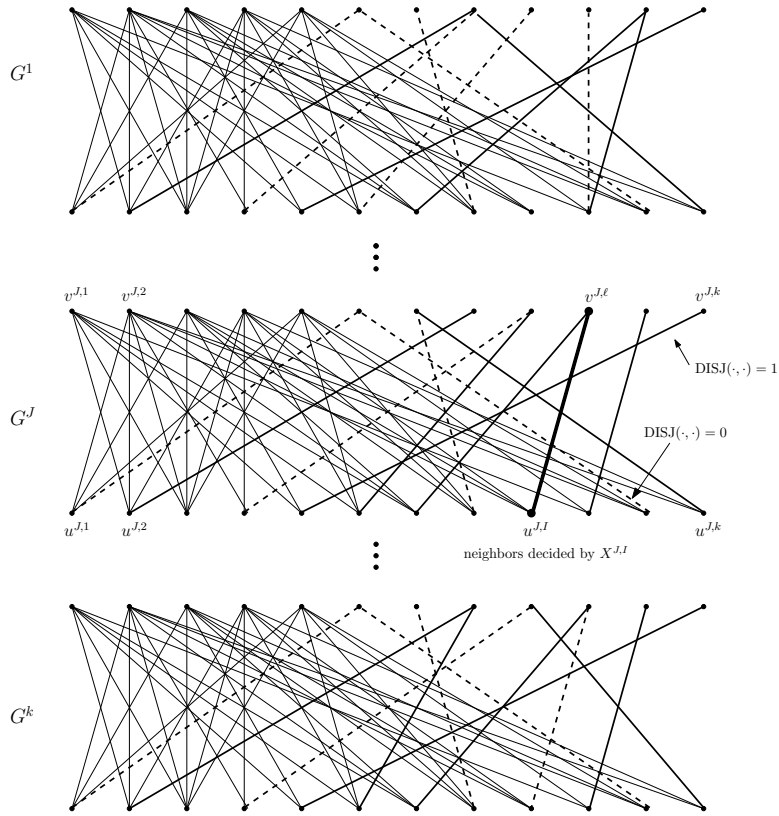 G^1
v^{J,1} v^{J,2} v^{J,ℓ} v^{J,k}
DISJ(·, ·) = 1
G^J
DISJ(·, ·) = 0
u^{J,1} u^{J,2} u^{J,I} u^{J,k}
neighbors decided by X^{J,I}
G^k